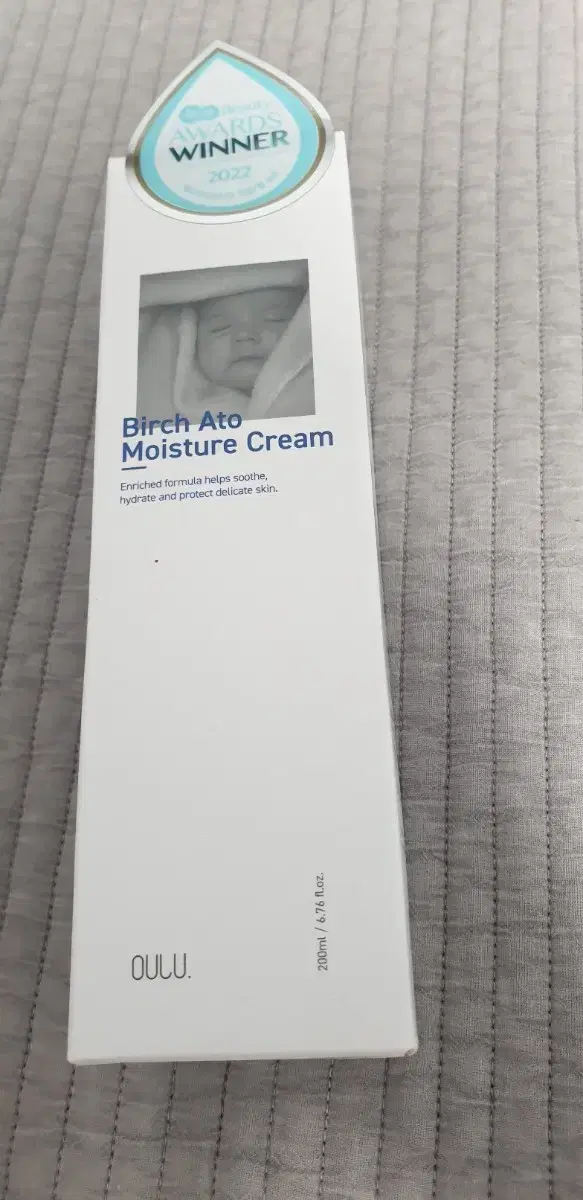 Beauty
AWARDS
WINNER
2022
Birch Ato
Moisture Cream
Enriched formula helps soothe,
hydrate and protect delicate skin.
200ml / 6.76 fl.oz.
OULU.